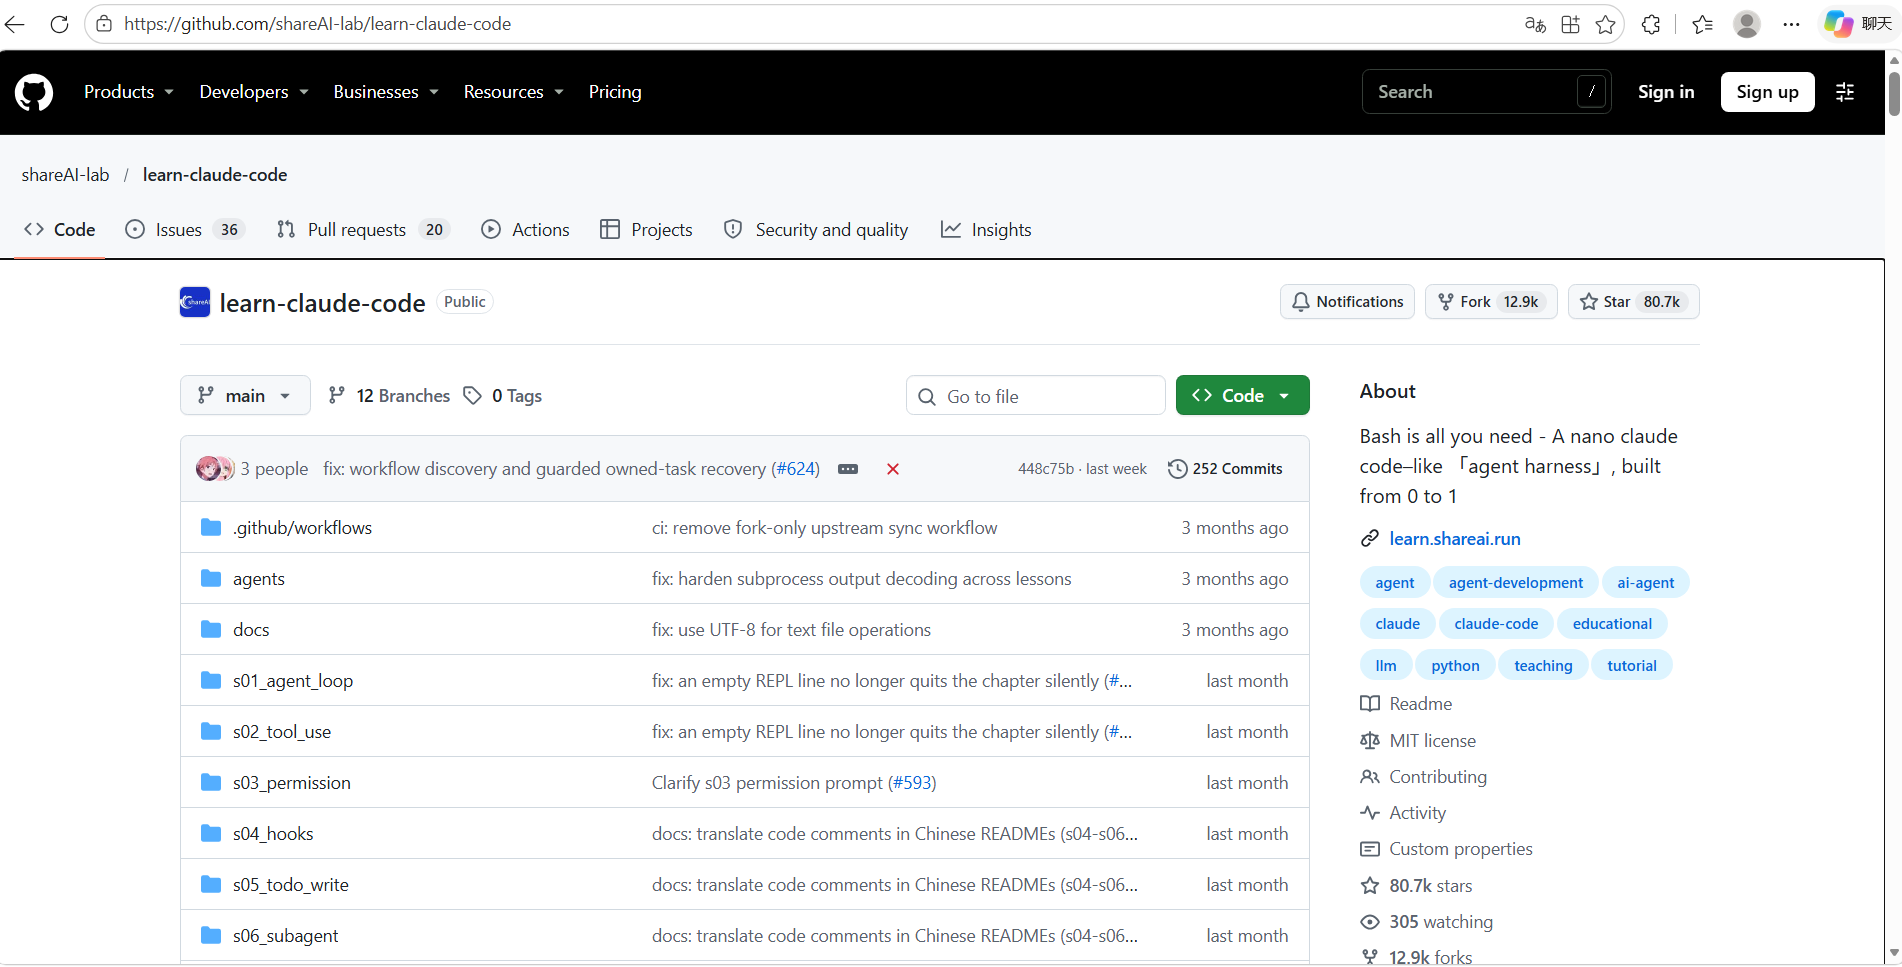 https://github.com/shareAI-lab/learn-claude-code
聊天
Products
Developers
Businesses
Resources
Pricing
Search
/
Sign in
Sign up
shareAI-lab / learn-claude-code
Code
Issues 36
Pull requests 20
Actions
Projects
Security and quality
Insights
learn-claude-code Public
Notifications
Fork 12.9k
Star 80.7k
main
12 Branches
0 Tags
Go to file
Code
3 people fix: workflow discovery and guarded owned-task recovery (#624)
448c75b · last week
252 Commits
.github/workflows ci: remove fork-only upstream sync workflow 3 months ago
agents fix: harden subprocess output decoding across lessons 3 months ago
docs fix: use UTF-8 for text file operations 3 months ago
s01_agent_loop fix: an empty REPL line no longer quits the chapter silently (#... last month
s02_tool_use fix: an empty REPL line no longer quits the chapter silently (#... last month
s03_permission Clarify s03 permission prompt (#593) last month
s04_hooks docs: translate code comments in Chinese READMEs (s04-s06... last month
s05_todo_write docs: translate code comments in Chinese READMEs (s04-s06... last month
s06_subagent docs: translate code comments in Chinese READMEs (s04-s06... last month
About
Bash is all you need - A nano claude
code–like 「agent harness」, built
from 0 to 1
learn.shareai.run
agent agent-development ai-agent
claude claude-code educational
llm python teaching tutorial
Readme
MIT license
Contributing
Activity
Custom properties
80.7k stars
305 watching
12.9k forks